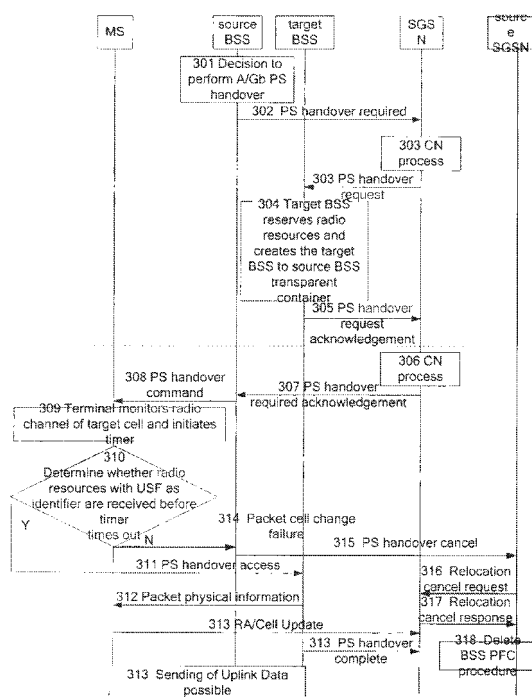 MS
source
BSS
target
BSS
SGS
N
source
SGSN
301 Decision to
perform A/Gb PS
handover
302 PS handover required
303 CN
process
303 PS handover
request
304 Target BSS
reserves radio
resources and
creates the target
BSS to source BSS
transparent
container
305 PS handover
request
acknowledgement
306 CN
process
308 PS handover
command
307 PS handover
required acknowledgement
309 Terminal monitors radio
channel of target cell and initiates
timer
310
Determine whether radio
resources with USF as
identifier are received before
timer
times out
Y
N
314 Packet cell change
failure
315 PS handover cancel
311 PS handover access
316 Relocation
cancel request
312 Packet physical information
317 Relocation
cancel response
313 RA/Cell Update
313 PS handover
complete
318 Delete
BSS PFC
procedure
313 Sending of Uplink Data
possible